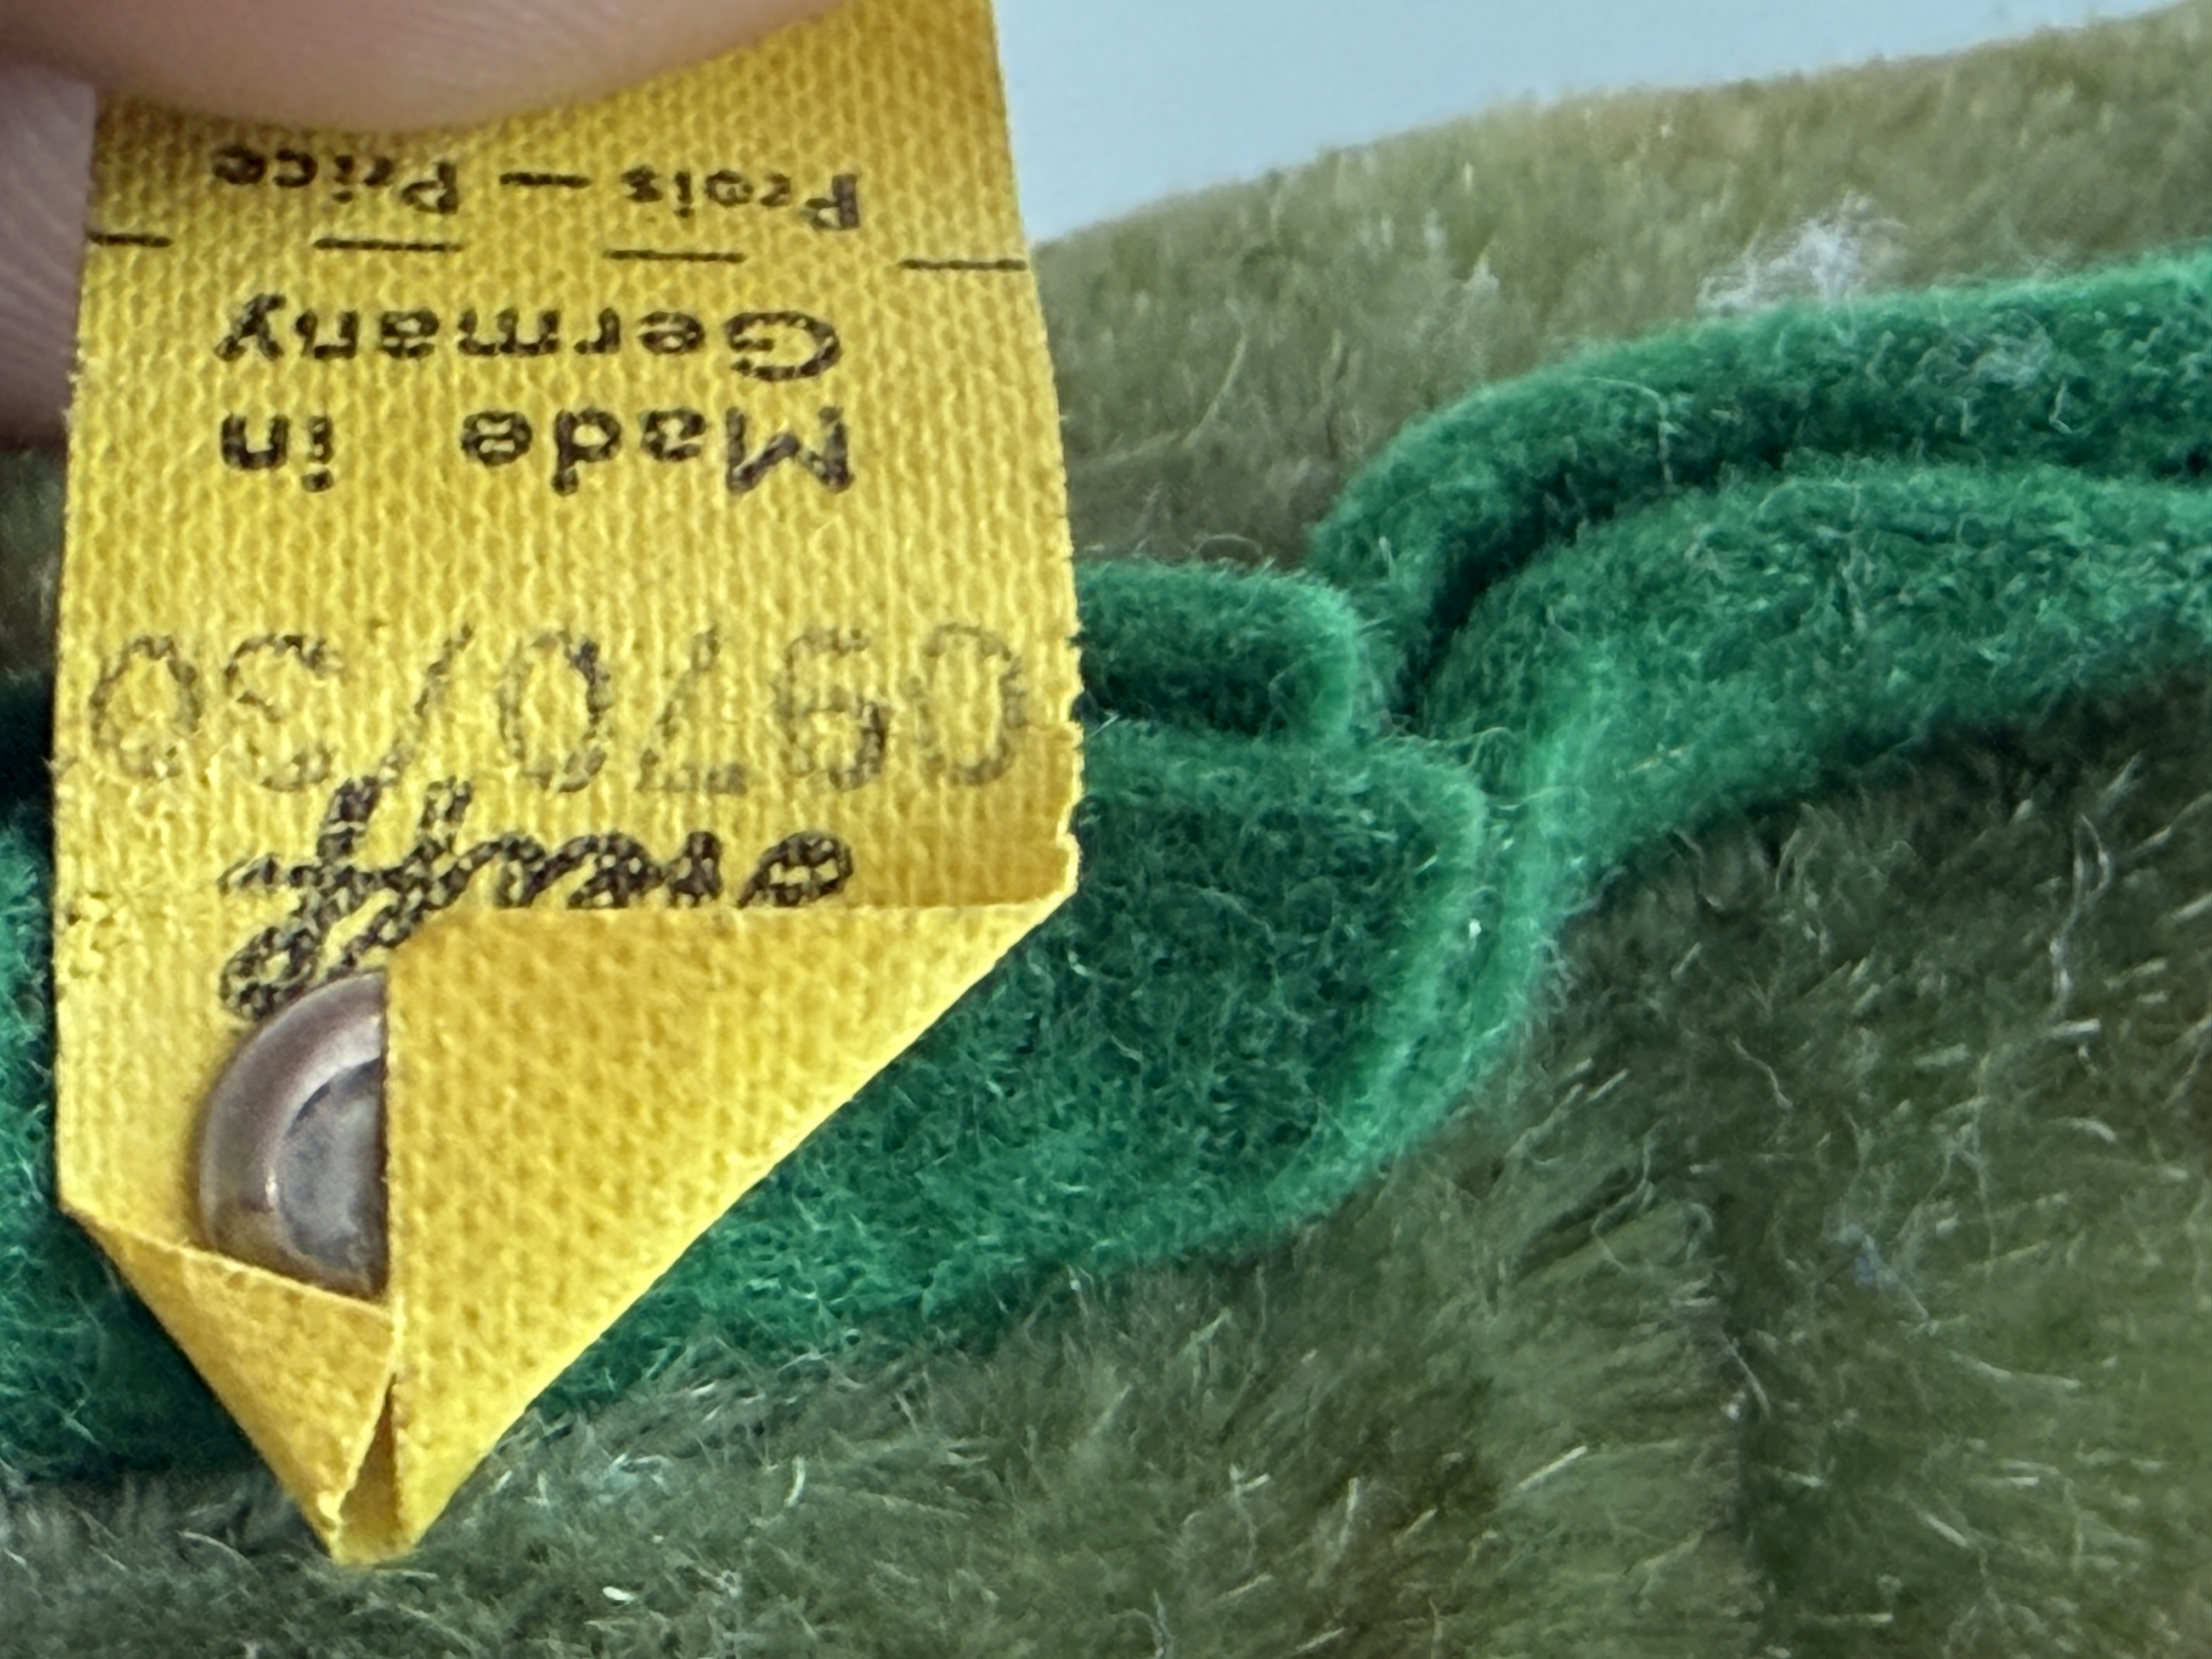 Steiff
0970/30
Made in
Germany
Preis — Price